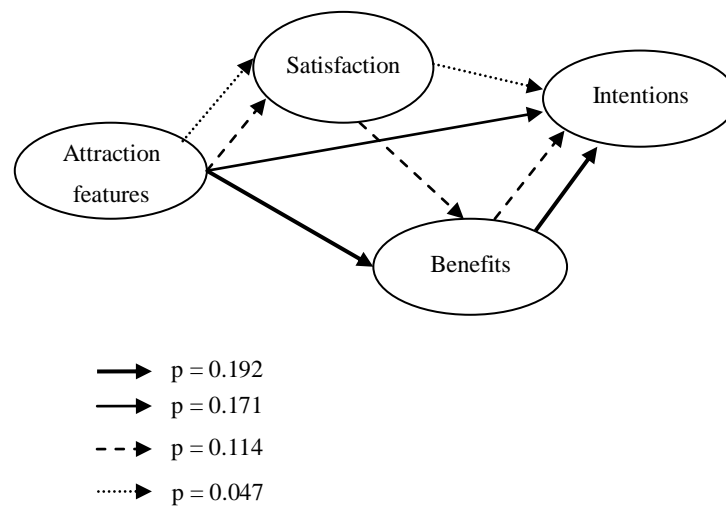 Satisfaction
Intentions
Attraction
features
Benefits
p = 0.192
p = 0.171
p = 0.114
p = 0.047